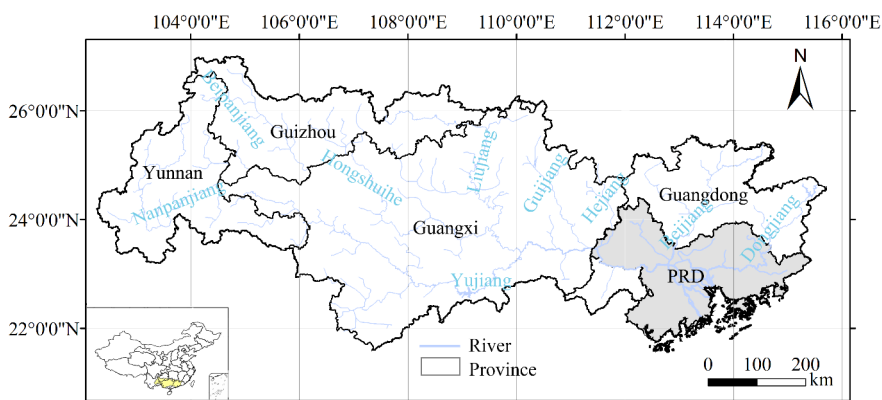 104°0'0"E 106°0'0"E 108°0'0"E 110°0'0"E 112°0'0"E 114°0'0"E 116°0'0"E
N
26°0'0"N
Beipanjiang
Guizhou
Liujiang
Hongshuihe
Guijiang
Yunnan
Hejiang
Guangdong
Nanpanjiang
24°0'0"N
Guangxi
Beijiang
Dongjiang
PRD
Yujiang
22°0'0"N
River
Province
0 100 200
km